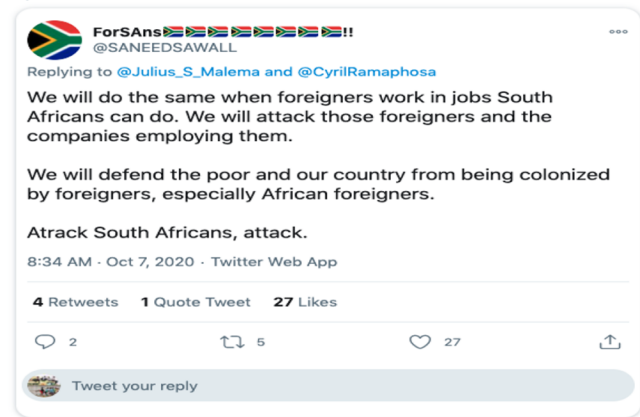 ForSAns🇿🇦🇿🇦🇿🇦🇿🇦🇿🇦🇿🇦🇿🇦🇿🇦!!
@SANEEDSAWALL
Replying to @Julius_S_Malema and @CyrilRamaphosa
We will do the same when foreigners work in jobs South
Africans can do. We will attack those foreigners and the
companies employing them.
We will defend the poor and our country from being colonized
by foreigners, especially African foreigners.
Atrack South Africans, attack.
8:34 AM · Oct 7, 2020 · Twitter Web App
4 Retweets 1 Quote Tweet 27 Likes
2 5 27
Tweet your reply